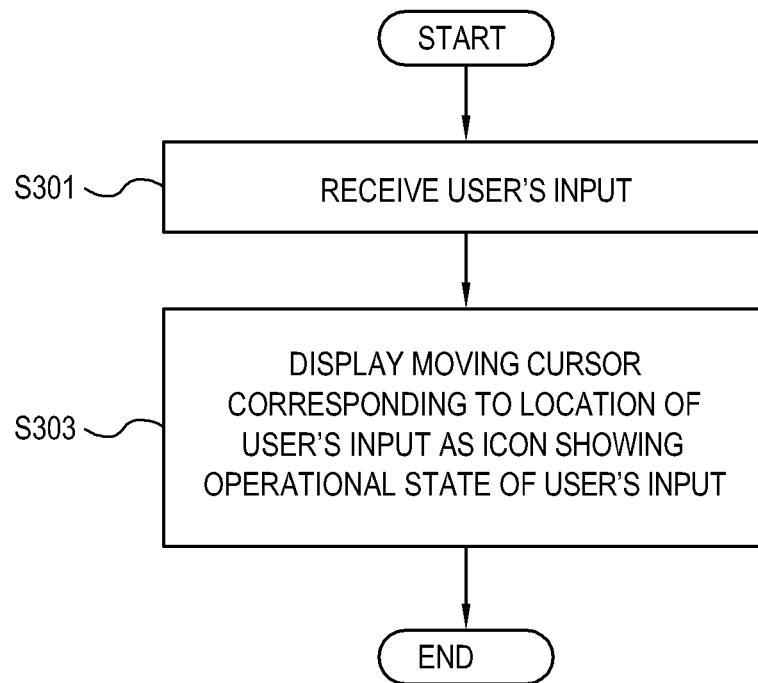 START
S301
RECEIVE USER'S INPUT
S303
DISPLAY MOVING CURSOR
CORRESPONDING TO LOCATION OF
USER'S INPUT AS ICON SHOWING
OPERATIONAL STATE OF USER'S INPUT
END